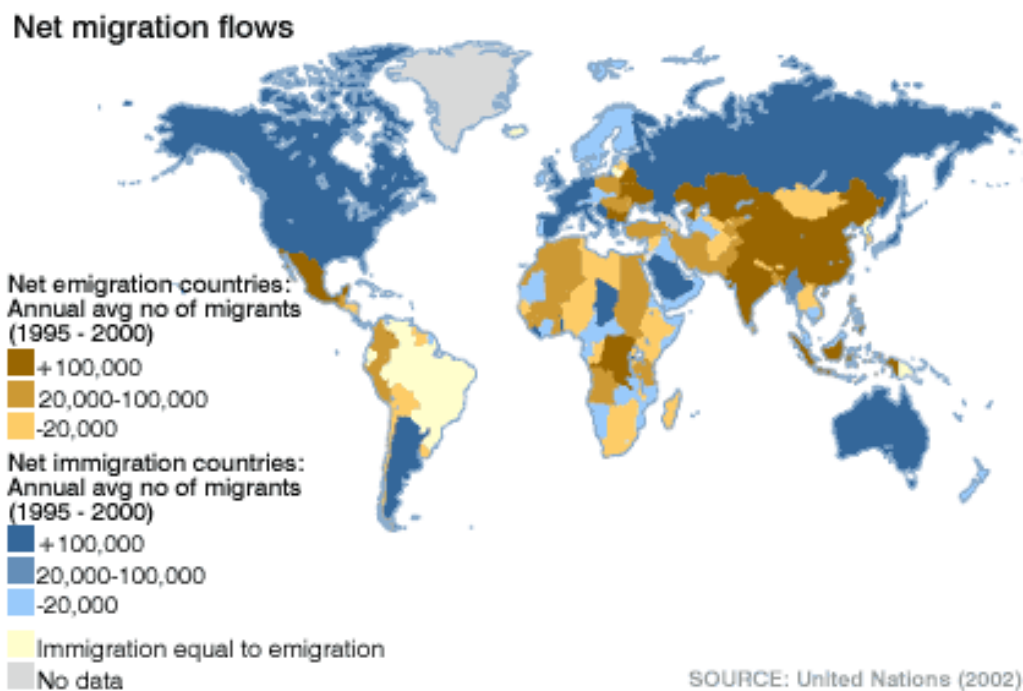 Net migration flows
Net emigration countries:
Annual avg no of migrants
(1995 - 2000)
+100,000
20,000-100,000
-20,000
Net immigration countries:
Annual avg no of migrants
(1995 - 2000)
+100,000
20,000-100,000
-20,000
Immigration equal to emigration
No data
SOURCE: United Nations (2002)